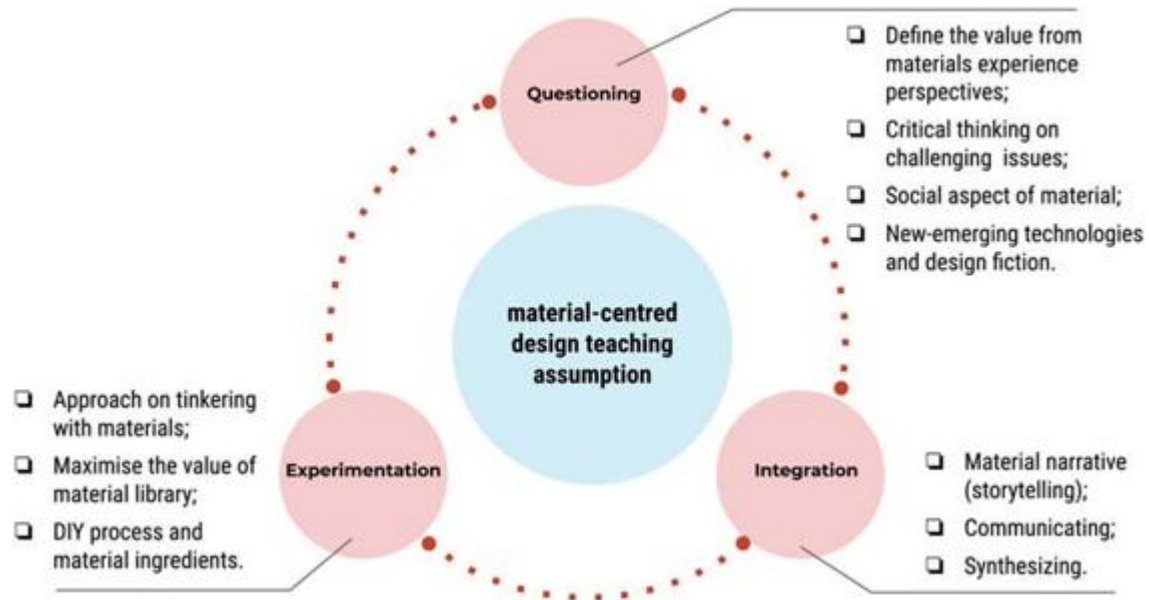 Questioning
❑ Define the value from
materials experience
perspectives;
❑ Critical thinking on
challenging issues;
❑ Social aspect of material;
❑ New-emerging technologies
and design fiction.
material-centred
design teaching
assumption
❑ Approach on tinkering
with materials;
❑ Maximise the value of
material library;
❑ DIY process and
material ingredients.
Experimentation
Integration
❑ Material narrative
(storytelling);
❑ Communicating;
❑ Synthesizing.